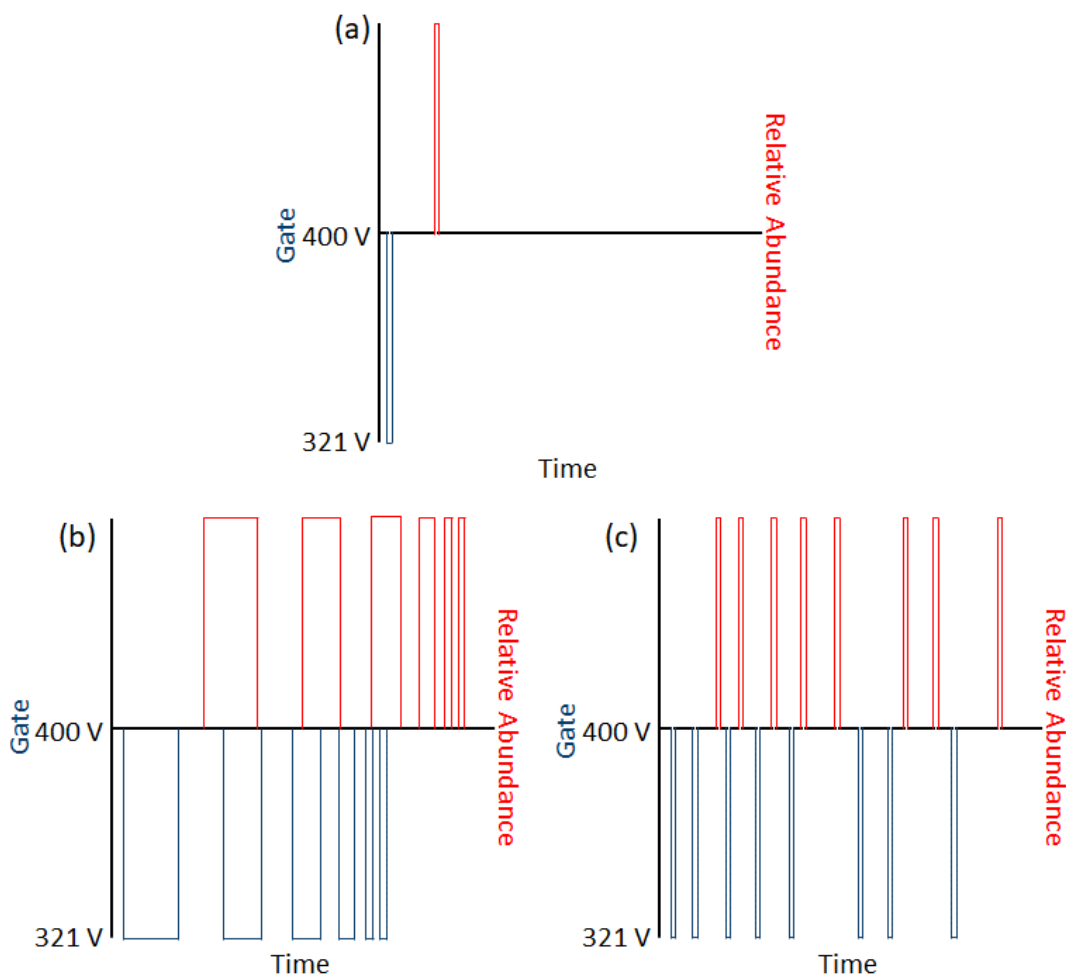 (a)
Gate
400 V
Relative Abundance
321 V
Time
(b)
Gate
400 V
Relative Abundance
321 V
Time
(c)
Gate
400 V
Relative Abundance
321 V
Time